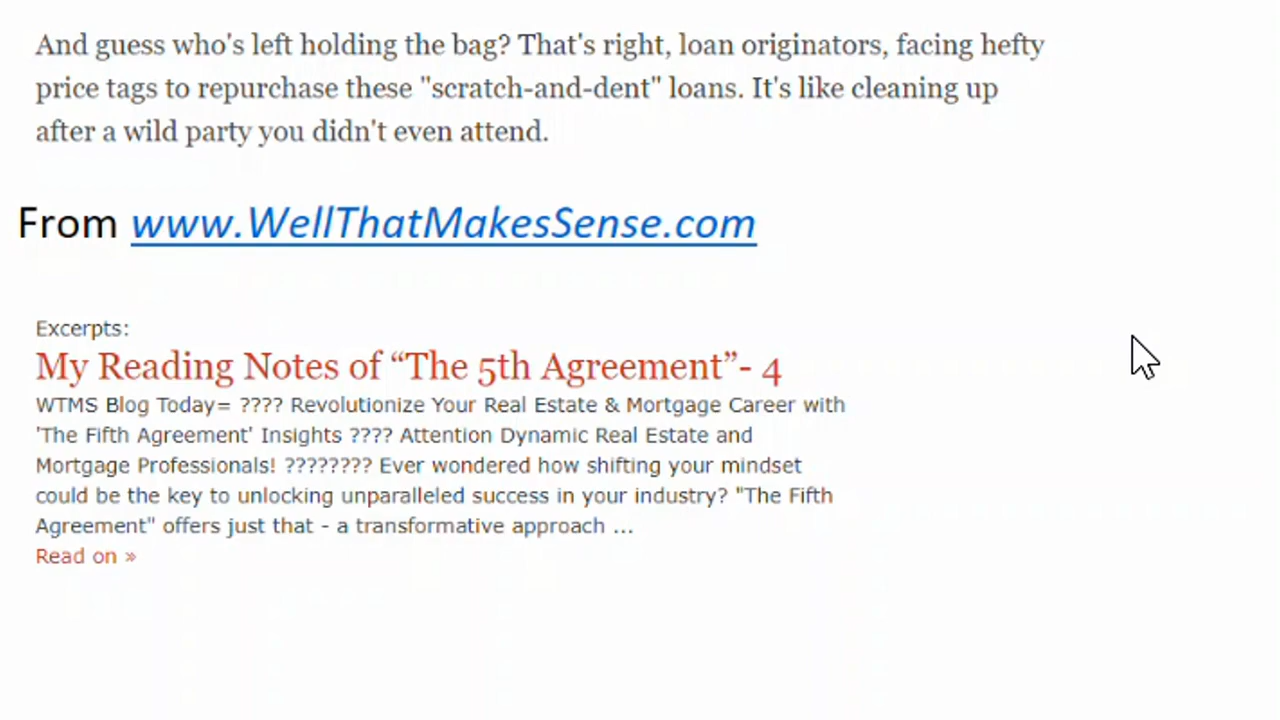 And guess who's left holding the bag? That's right, loan originators, facing hefty
price tags to repurchase these "scratch-and-dent" loans. It's like cleaning up
after a wild party you didn't even attend.
From www.WellThatMakesSense.com
Excerpts:
My Reading Notes of “The 5th Agreement”- 4
WTMS Blog Today= ???? Revolutionize Your Real Estate & Mortgage Career with
'The Fifth Agreement' Insights ???? Attention Dynamic Real Estate and
Mortgage Professionals! ???????? Ever wondered how shifting your mindset
could be the key to unlocking unparalleled success in your industry? "The Fifth
Agreement" offers just that - a transformative approach ...
Read on »